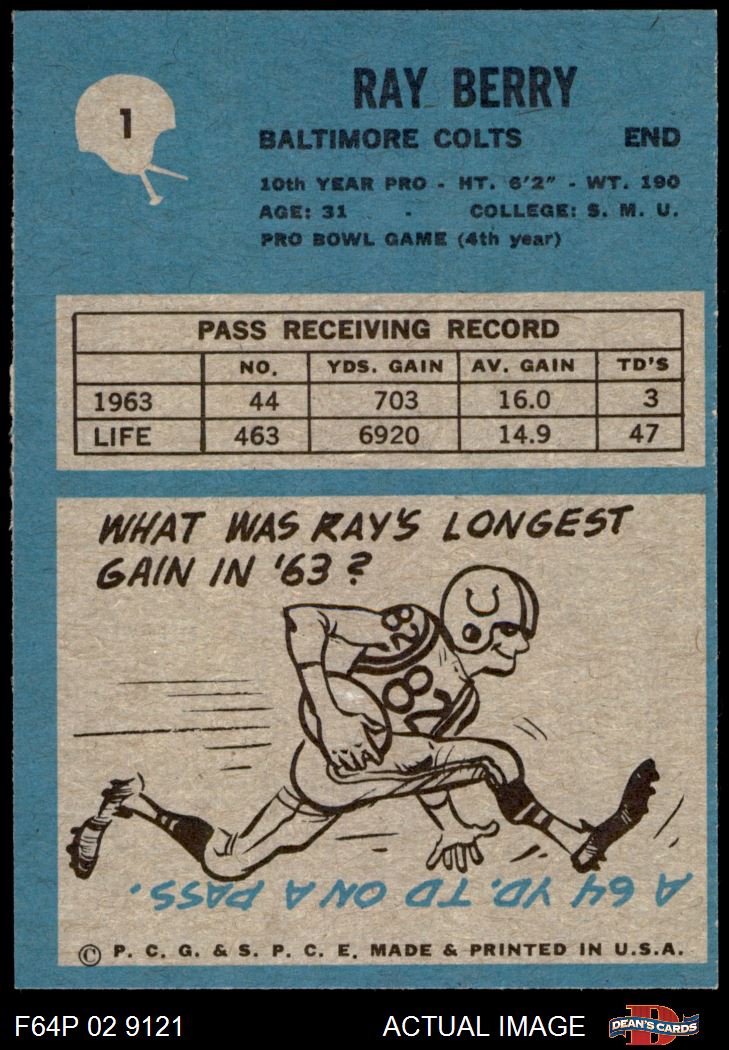 1
RAY BERRY
BALTIMORE COLTS END
10th YEAR PRO - HT. 6'2" - WT. 190
AGE: 31 - COLLEGE: S. M. U.
PRO BOWL GAME (4th year)
PASS RECEIVING RECORD
NO. YDS. GAIN AV. GAIN TD'S
1963 44 703 16.0 3
LIFE 463 6920 14.9 47
WHAT WAS RAY'S LONGEST
GAIN IN '63?
82
82
A 64 YD. TD ON A PASS.
© P. C. G. & S. P. C. E. MADE & PRINTED IN U.S.A.
F64P 02 9121 ACTUAL IMAGE DEAN'S CARDS